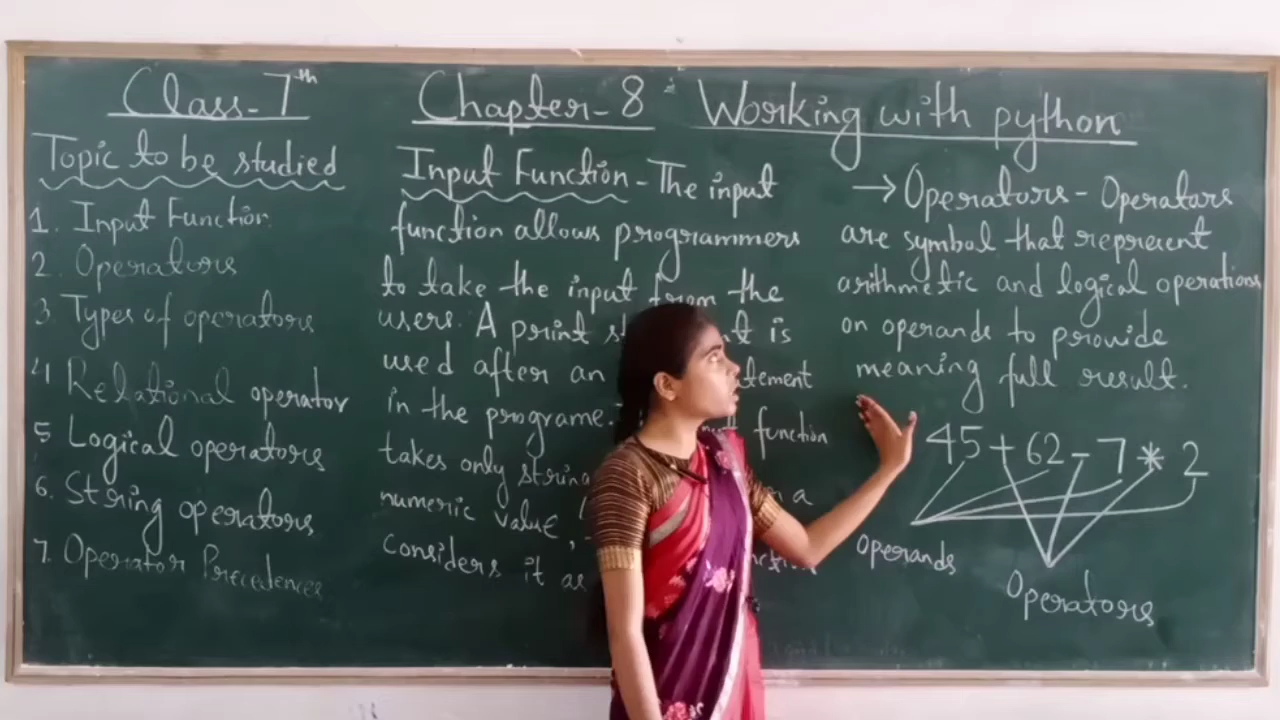 Class-7th
Chapter-8 : Working with python
Topic to be studied
1. Input Function
2. Operators
3. Types of operators
4 Relational operator
5 Logical operators
6. String operators
7. Operator Precedences
Input Function - The input
function allows programmers
to take the input from the
users. A print is
used after an
in the programe. function
takes only
numeric value, a
considers it as
→ Operators - Operators
are symbol that represent
arithmetic and logical operations
on operands to provide
meaning full result.
45 + 62 - 7 * 2
Operands
Operators